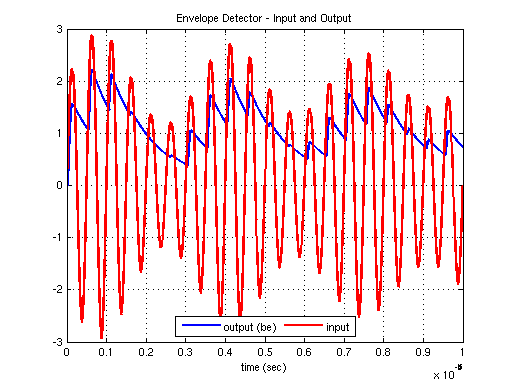 Envelope Detector - Input and Output
3
2
1
0
-1
-2
-3
0 0.1 0.2 0.3 0.4 0.5 0.6 0.7 0.8 0.9 1
output (be) input
time (sec)
x 10